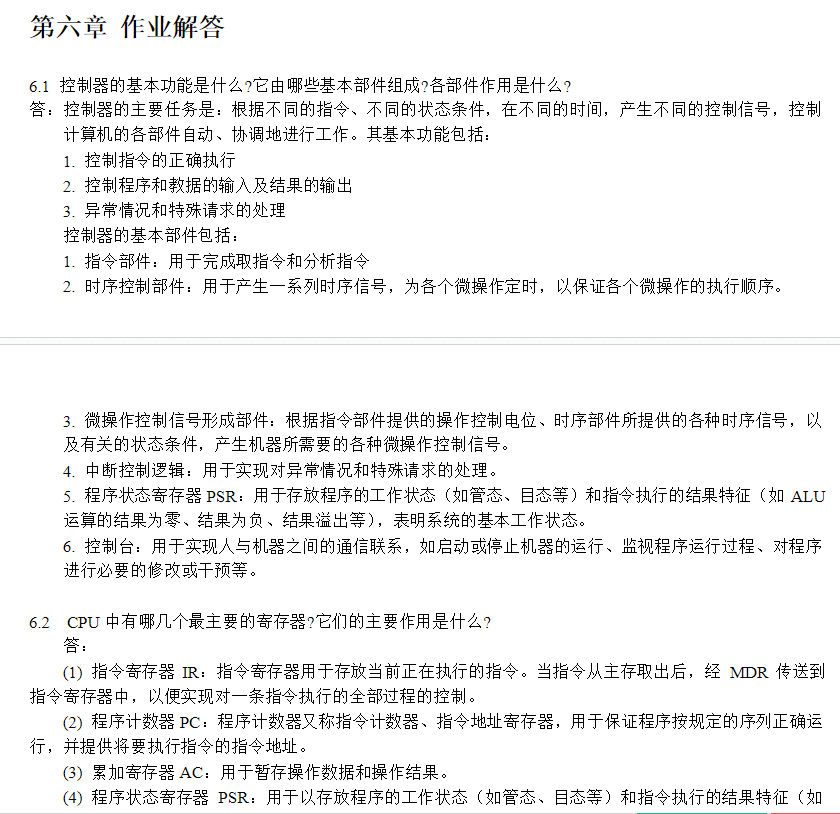 第六章 作业解答
6.1 控制器的基本功能是什么?它由哪些基本部件组成?各部件作用是什么?
答：控制器的主要任务是：根据不同的指令、不同的状态条件，在不同的时间，产生不同的控制信号，控制
计算机的各部件自动、协调地进行工作。其基本功能包括：
1. 控制指令的正确执行
2. 控制程序和教据的输入及结果的输出
3. 异常情况和特殊请求的处理
控制器的基本部件包括：
1. 指令部件：用于完成取指令和分析指令
2. 时序控制部件：用于产生一系列时序信号，为各个微操作定时，以保证各个微操作的执行顺序。
3. 微操作控制信号形成部件：根据指令部件提供的操作控制电位、时序部件所提供的各种时序信号，以
及有关的状态条件，产生机器所需要的各种微操作控制信号。
4. 中断控制逻辑：用于实现对异常情况和特殊请求的处理。
5. 程序状态寄存器 PSR：用于存放程序的工作状态（如管态、目态等）和指令执行的结果特征（如 ALU
运算的结果为零、结果为负、结果溢出等），表明系统的基本工作状态。
6. 控制台：用于实现人与机器之间的通信联系，如启动或停止机器的运行、监视程序运行过程、对程序
进行必要的修改或干预等。
6.2 CPU 中有哪几个最主要的寄存器?它们的主要作用是什么?
答：
(1) 指令寄存器 IR：指令寄存器用于存放当前正在执行的指令。当指令从主存取出后，经 MDR 传送到
指令寄存器中，以便实现对一条指令执行的全部过程的控制。
(2) 程序计数器 PC：程序计数器又称指令计数器、指令地址寄存器，用于保证程序按规定的序列正确运
行，并提供将要执行指令的指令地址。
(3) 累加寄存器 AC：用于暂存操作数据和操作结果。
(4) 程序状态寄存器 PSR：用于以存放程序的工作状态（如管态、目态等）和指令执行的结果特征（如